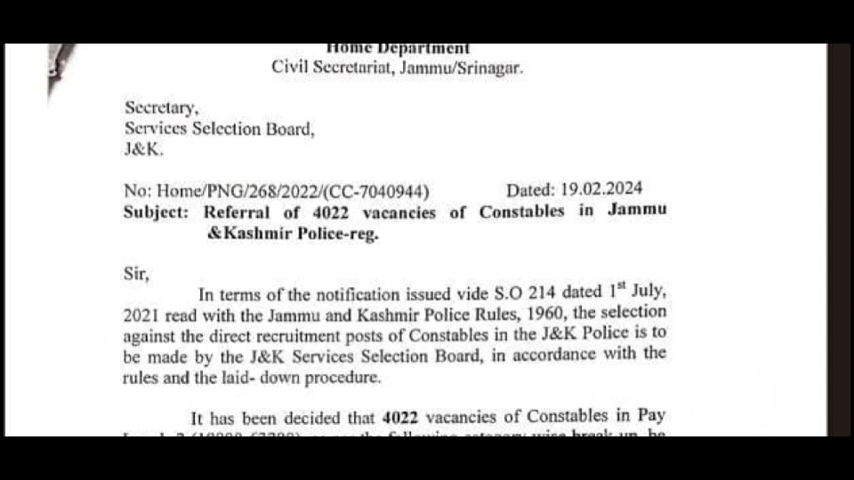 Home Department
Civil Secretariat, Jammu/Srinagar.
Secretary,
Services Selection Board,
J&K.
No: Home/PNG/268/2022/(CC-7040944) Dated: 19.02.2024
Subject: Referral of 4022 vacancies of Constables in Jammu
&Kashmir Police-reg.
Sir,
In terms of the notification issued vide S.O 214 dated 1st July,
2021 read with the Jammu and Kashmir Police Rules, 1960, the selection
against the direct recruitment posts of Constables in the J&K Police is to
be made by the J&K Services Selection Board, in accordance with the
rules and the laid- down procedure.
It has been decided that 4022 vacancies of Constables in Pay